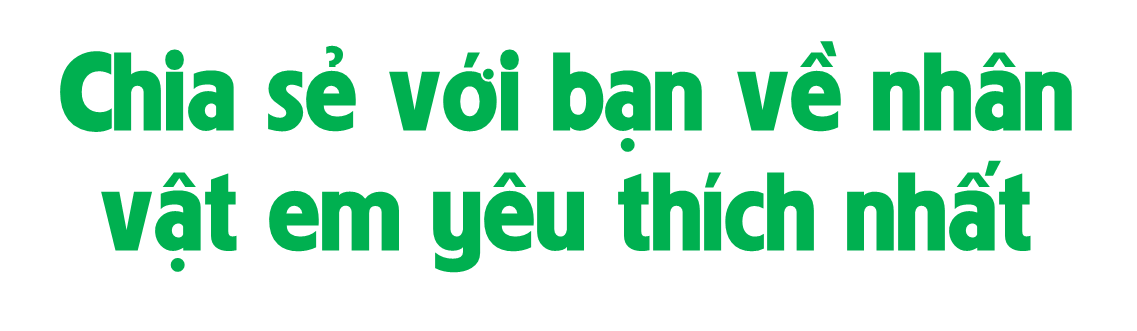 Chia sẻ với bạn về nhân
vật em yêu thích nhất